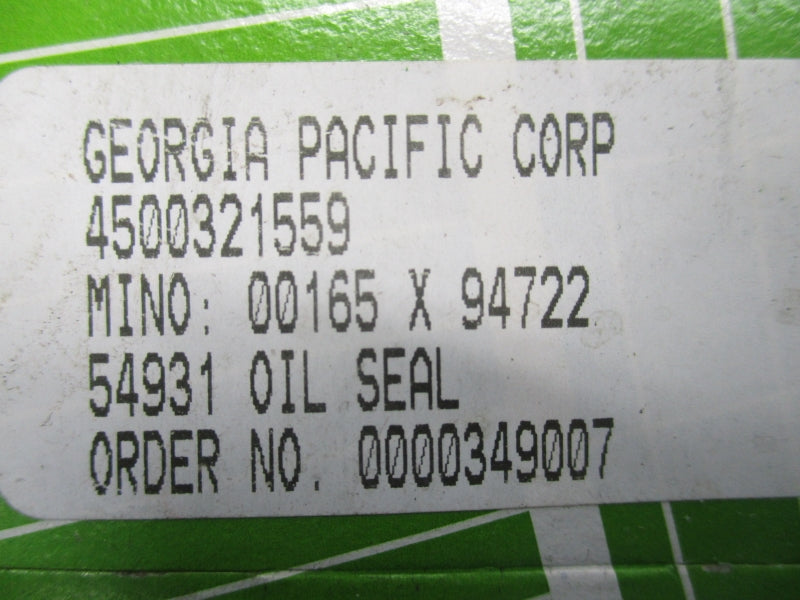 GEORGIA PACIFIC CORP
4500321559
MINO: 00165 X 94722
54931 OIL SEAL
ORDER NO. 0000349007